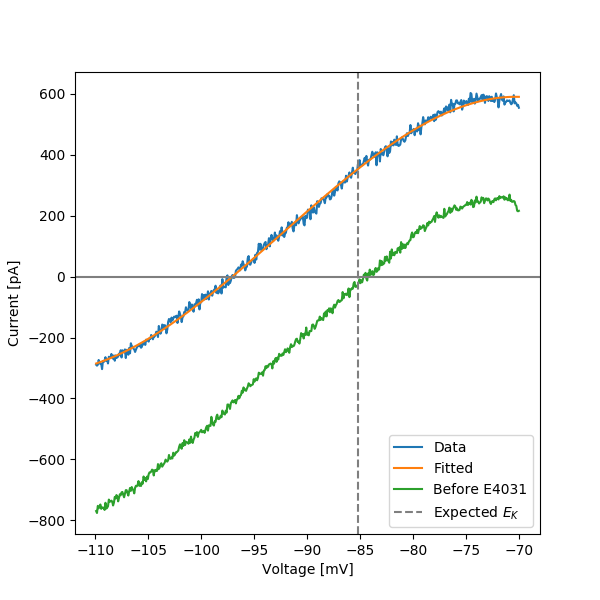 600
400
200
0
−200
−400
−600
−800
Current [pA]
Data
Fitted
Before E4031
Expected E_K
−110 −105 −100 −95 −90 −85 −80 −75 −70
Voltage [mV]